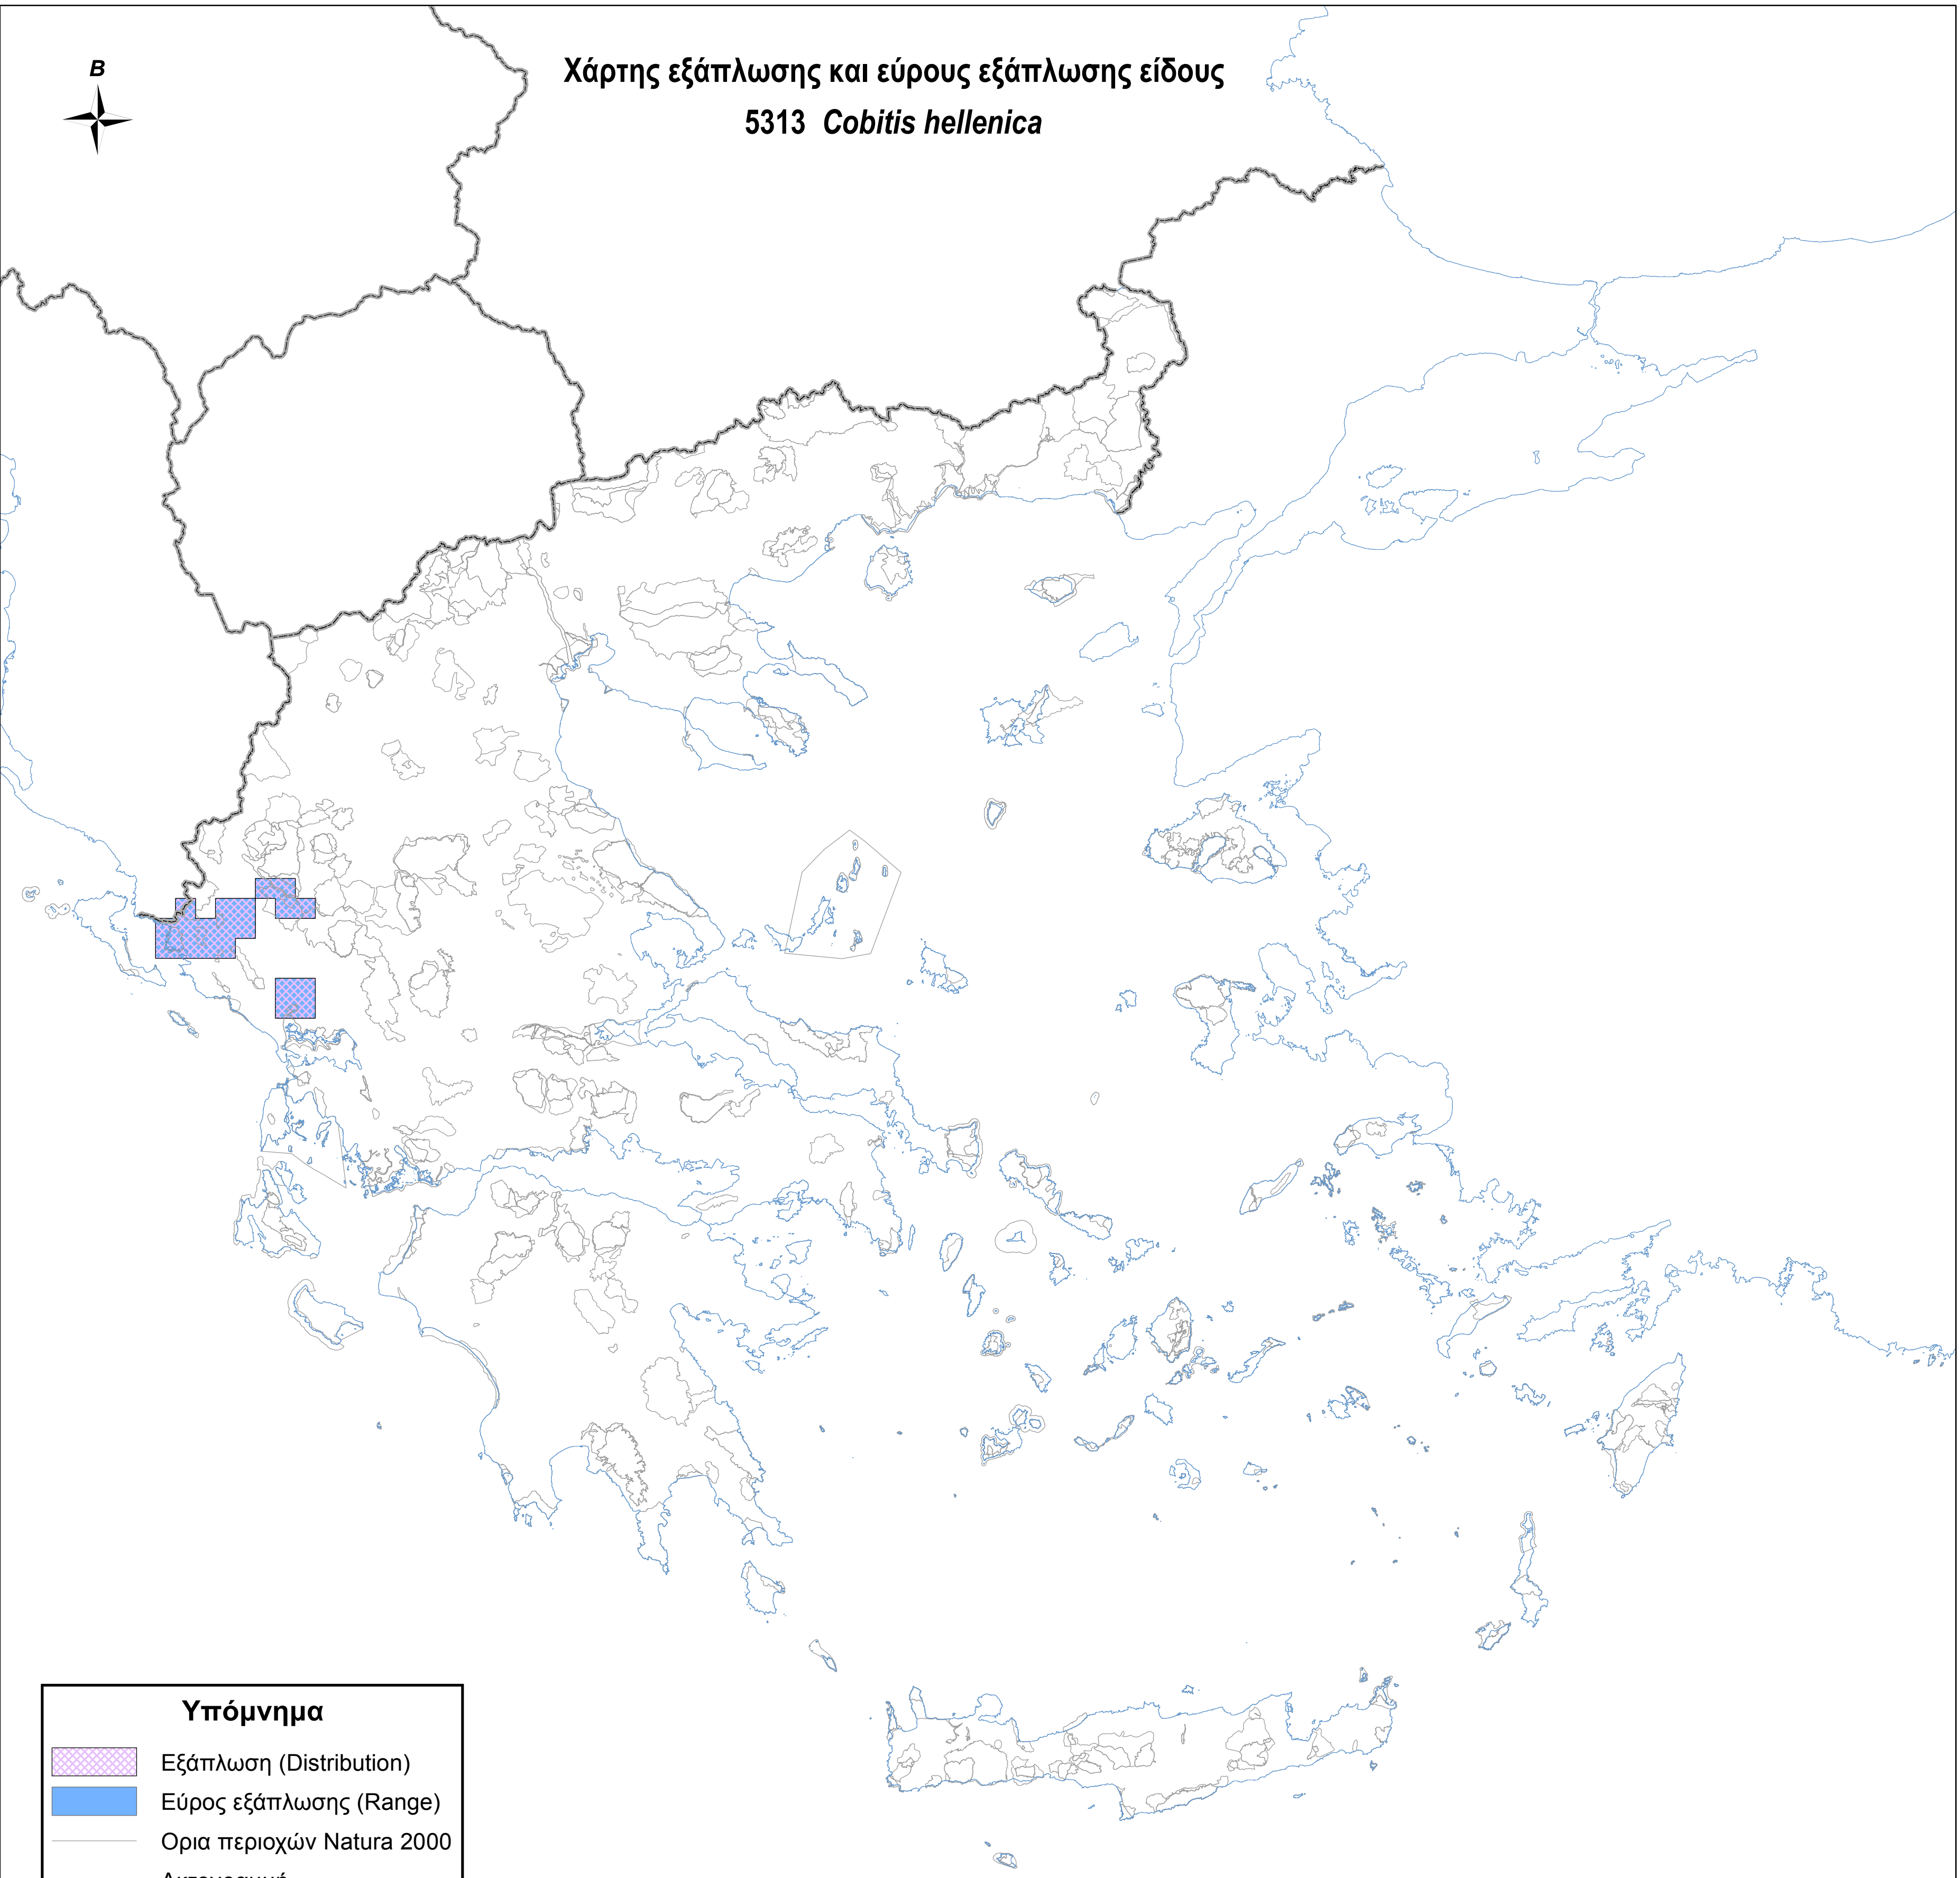 Χάρτης εξάπλωσης και εύρους εξάπλωσης είδους
5313 Cobitis hellenica
Β
Υπόμνημα
Εξάπλωση (Distribution)
Εύρος εξάπλωσης (Range)
Ορια περιοχών Natura 2000